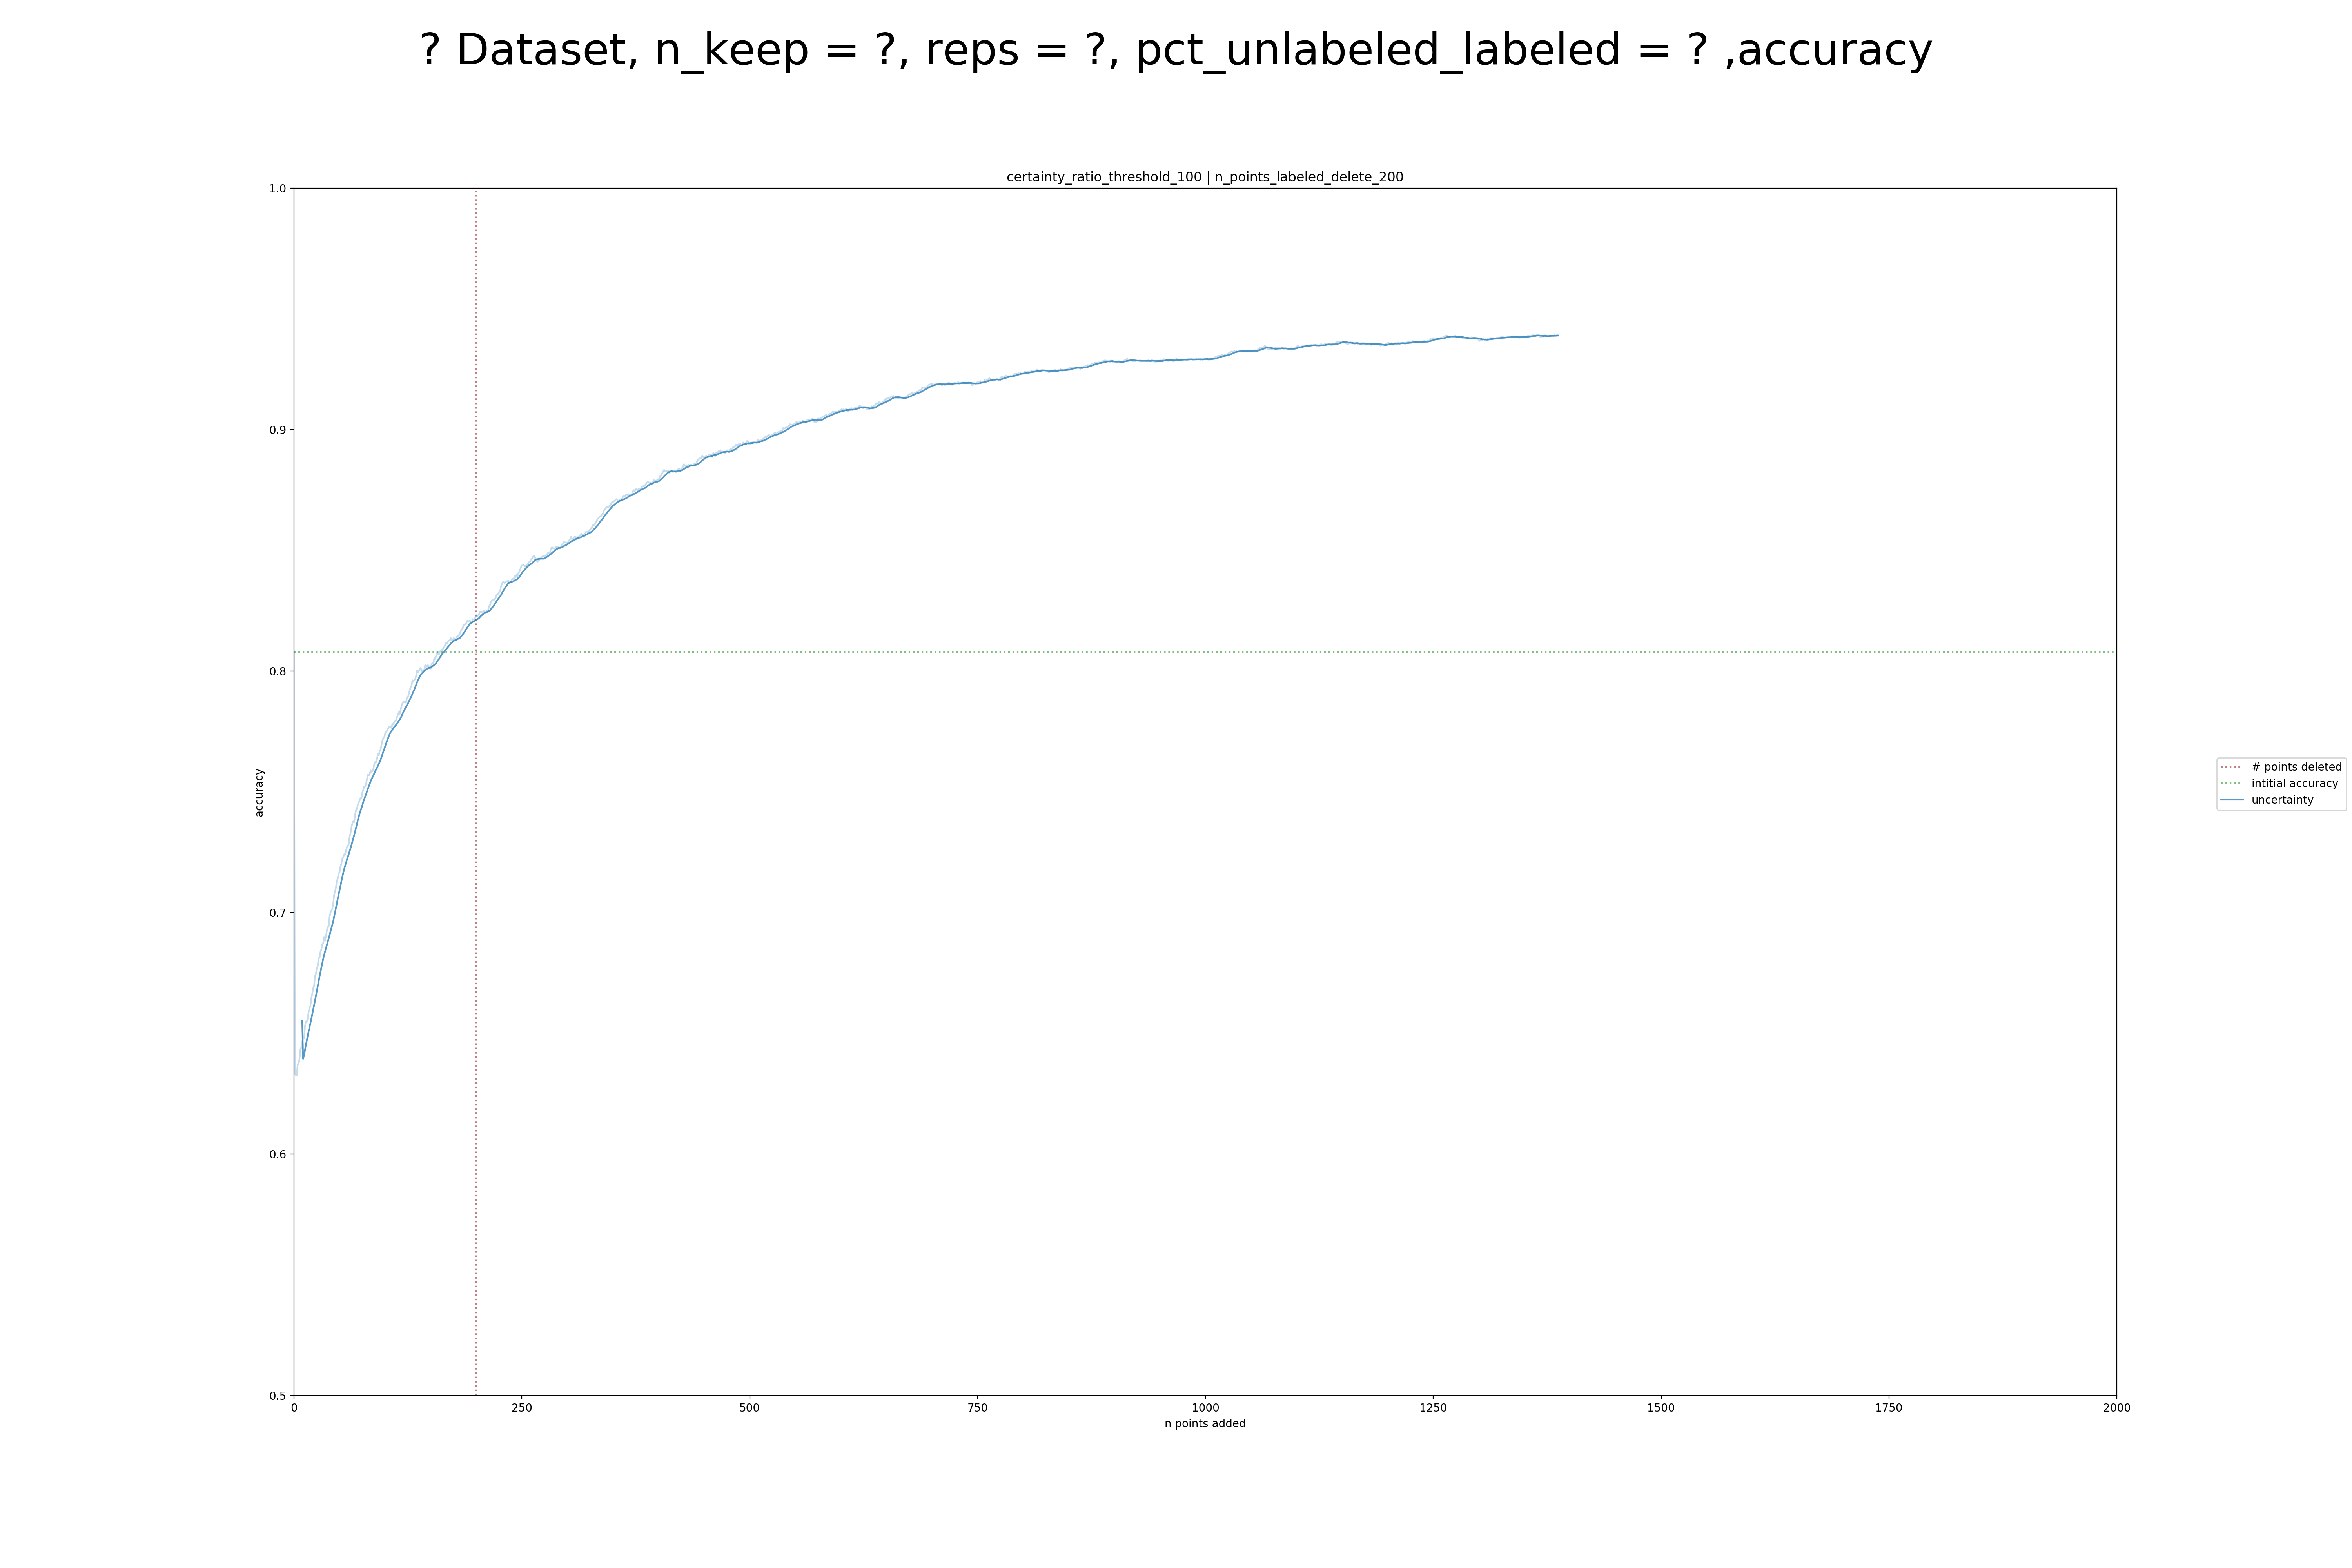 ? Dataset, n_keep = ?, reps = ?, pct_unlabeled_labeled = ? ,accuracy
certainty_ratio_threshold_100 | n_points_labeled_delete_200
1.0
0.9
0.8
0.7
0.6
0.5
accuracy
0 250 500 750 1000 1250 1500 1750 2000
n points added
# points deleted
intitial accuracy
uncertainty